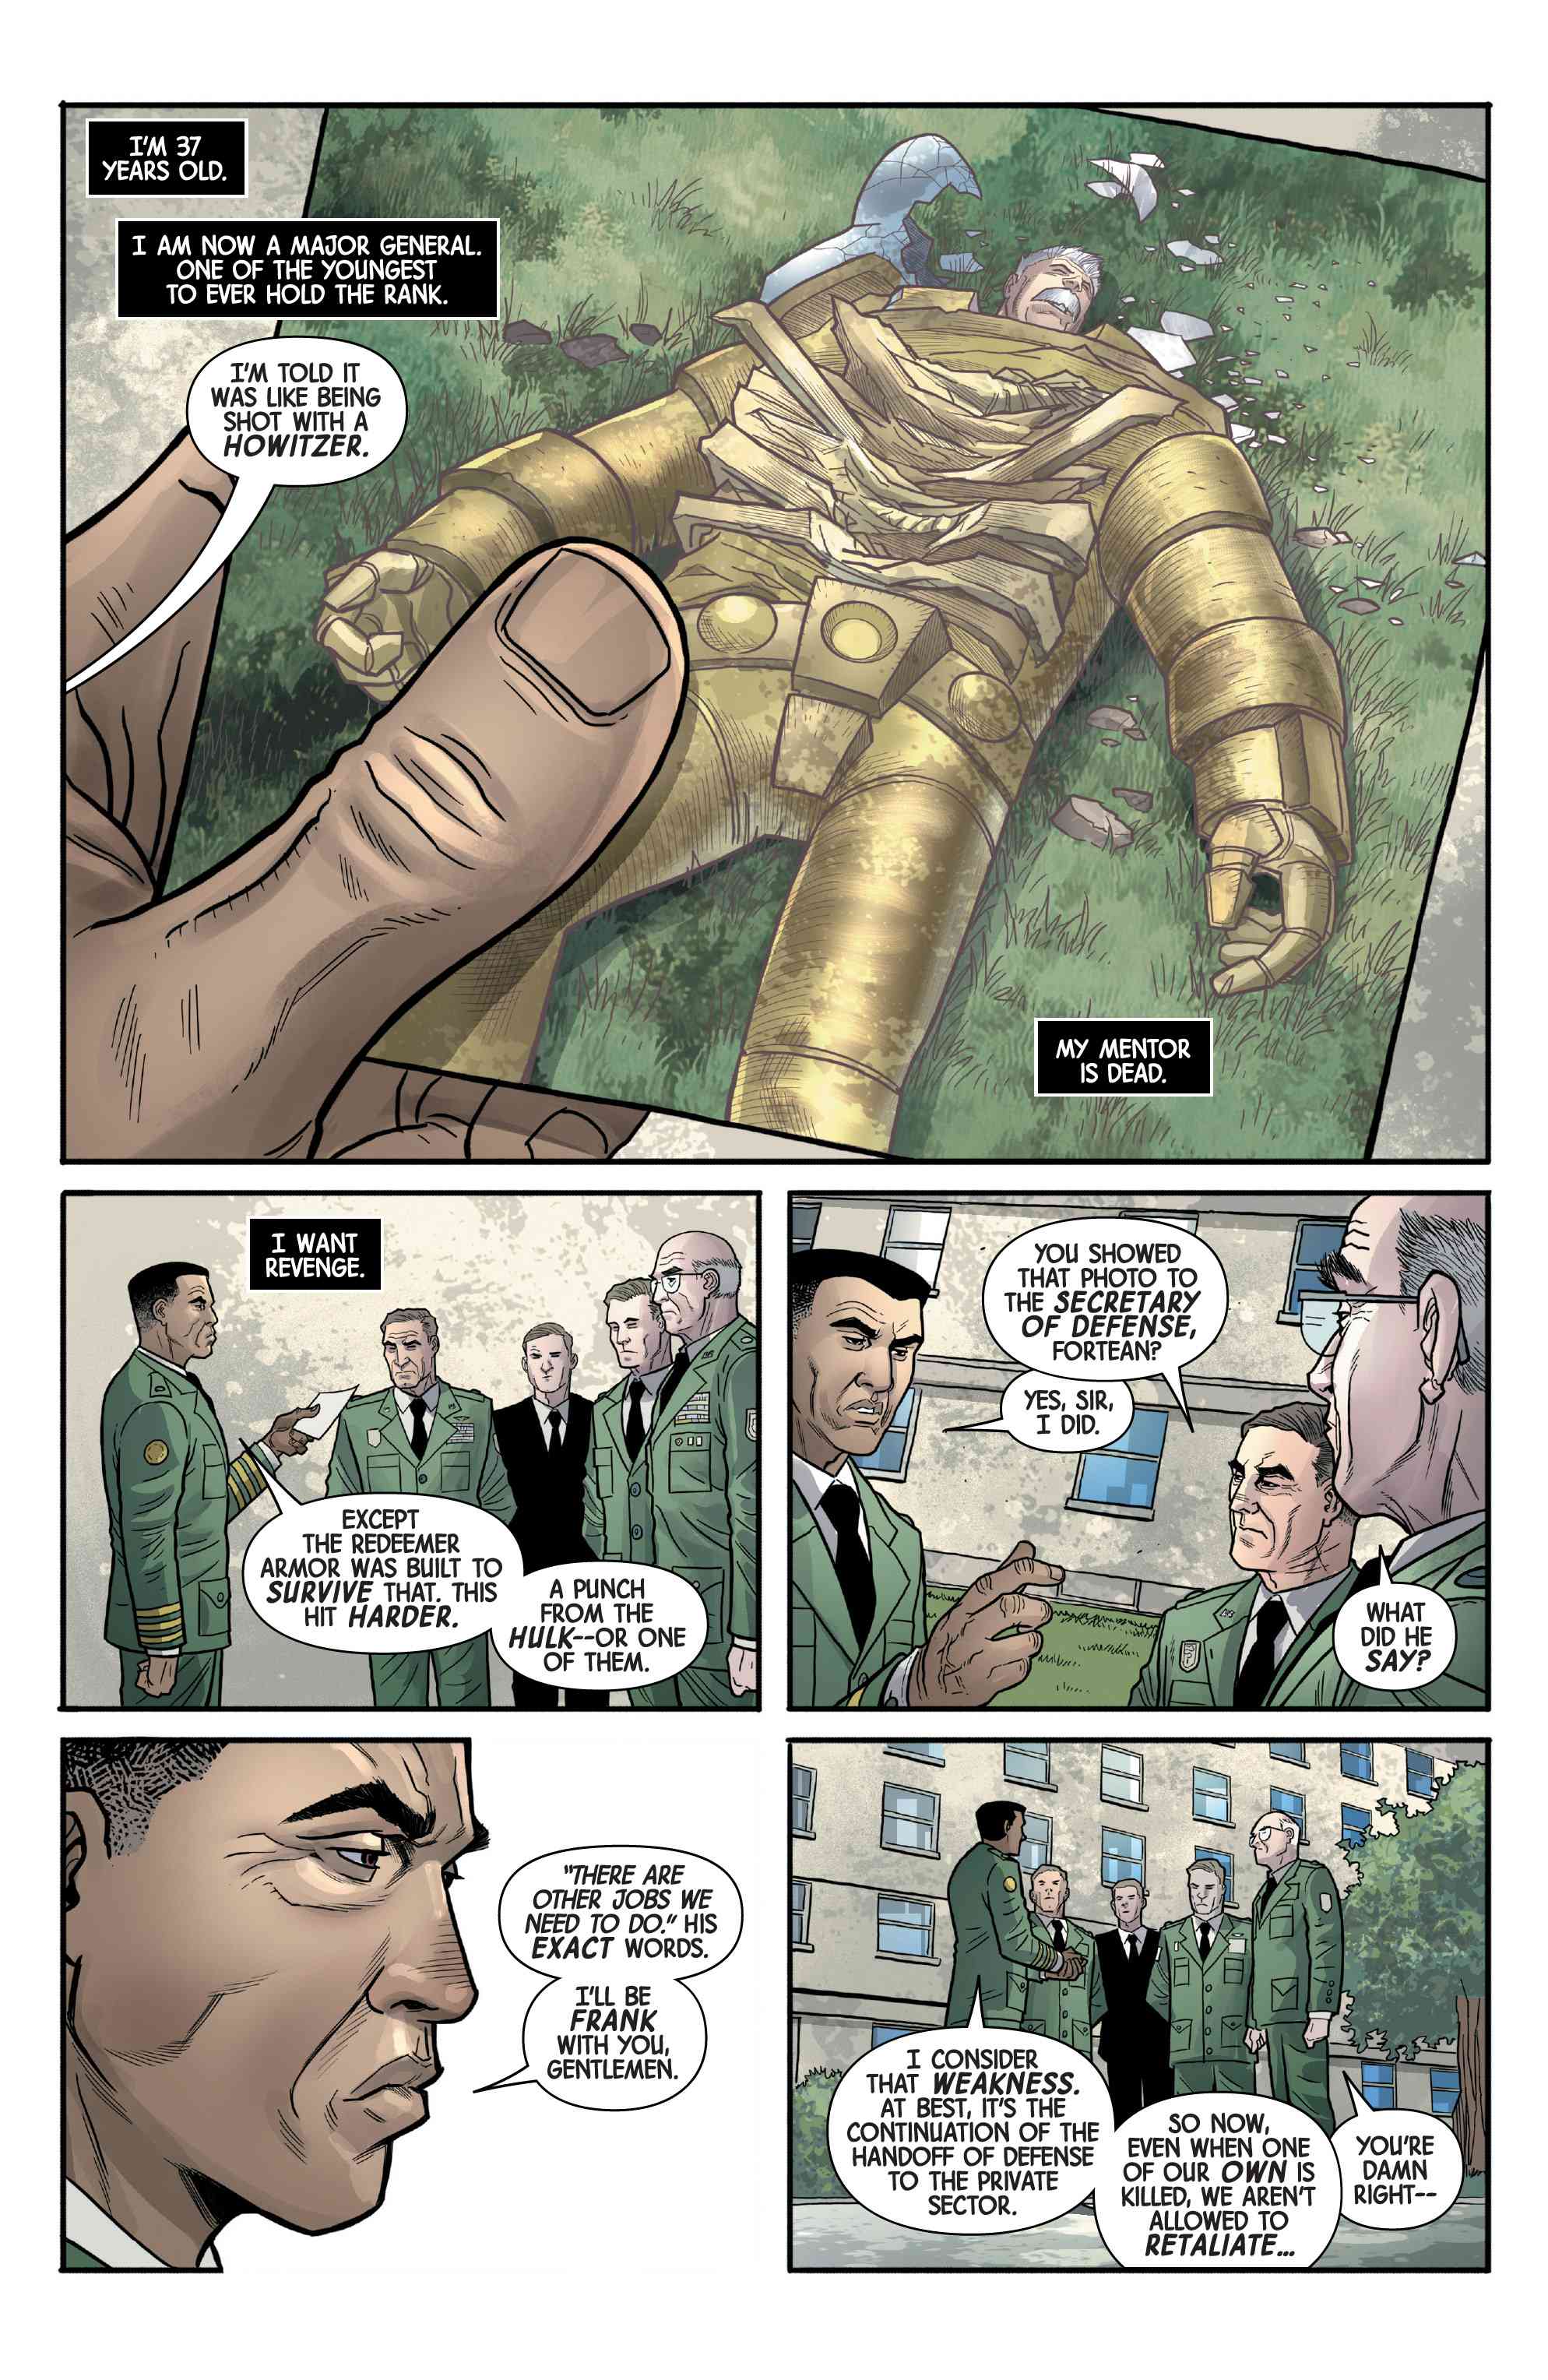 I'M 37
YEARS OLD.
I AM NOW A MAJOR GENERAL.
ONE OF THE YOUNGEST
TO EVER HOLD THE RANK.
I'M TOLD IT
WAS LIKE BEING
SHOT WITH A
HOWITZER.
MY MENTOR
IS DEAD.
I WANT
REVENGE.
EXCEPT
THE REDEEMER
ARMOR WAS BUILT TO
SURVIVE THAT. THIS
HIT HARDER.
A PUNCH
FROM THE
HULK--OR ONE
OF THEM.
YOU SHOWED
THAT PHOTO TO
THE SECRETARY
OF DEFENSE,
FORTEAN?
YES, SIR,
I DID.
WHAT
DID HE
SAY?
"THERE ARE
OTHER JOBS WE
NEED TO DO." HIS
EXACT WORDS.
I'LL BE
FRANK
WITH YOU,
GENTLEMEN.
I CONSIDER
THAT WEAKNESS.
AT BEST, IT'S THE
CONTINUATION OF THE
HANDOFF OF DEFENSE
TO THE PRIVATE
SECTOR.
SO NOW,
EVEN WHEN ONE
OF OUR OWN IS
KILLED, WE AREN'T
ALLOWED TO
RETALIATE...
YOU'RE
DAMN
RIGHT--